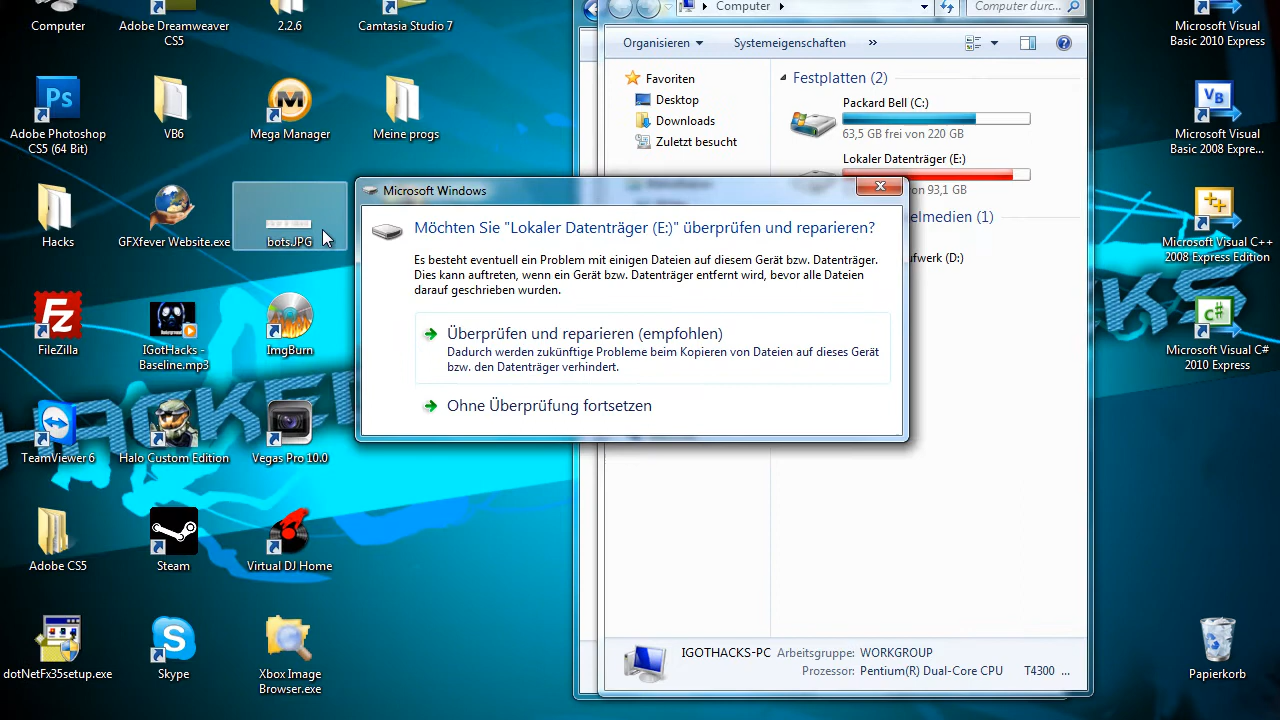 Computer
Adobe Dreamweaver
CS5
2.2.6
Camtasia Studio 7
Adobe Photoshop
CS5 (64 Bit)
VB6
Mega Manager
Meine progs
Hacks
GFXfever Website.exe
bots.JPG
FileZilla
IGotHacks -
Baseline.mp3
ImgBurn
TeamViewer 6
Halo Custom Edition
Vegas Pro 10.0
Adobe CS5
Steam
Virtual DJ Home
dotNetFx35setup.exe
Skype
Xbox Image
Browser.exe
Computer
Computer durc...
Organisieren
Systemeigenschaften
»
Favoriten
Desktop
Downloads
Zuletzt besucht
Festplatten (2)
Packard Bell (C:)
63,5 GB frei von 220 GB
Lokaler Datenträger (E:)
von 93,1 GB
elmedien (1)
ufwerk (D:)
Microsoft Windows
Möchten Sie "Lokaler Datenträger (E:)" überprüfen und reparieren?
Es besteht eventuell ein Problem mit einigen Dateien auf diesem Gerät bzw. Datenträger.
Dies kann auftreten, wenn ein Gerät bzw. Datenträger entfernt wird, bevor alle Dateien
darauf geschrieben wurden.
Überprüfen und reparieren (empfohlen)
Dadurch werden zukünftige Probleme beim Kopieren von Dateien auf dieses Gerät
bzw. den Datenträger verhindert.
Ohne Überprüfung fortsetzen
IGOTHACKS-PC
Arbeitsgruppe: WORKGROUP
Prozessor: Pentium(R) Dual-Core CPU T4300 ...
Microsoft Visual
Basic 2010 Express
Microsoft Visual
Basic 2008 Expre...
Microsoft Visual C++
2008 Express Edition
Microsoft Visual C#
2010 Express
Papierkorb